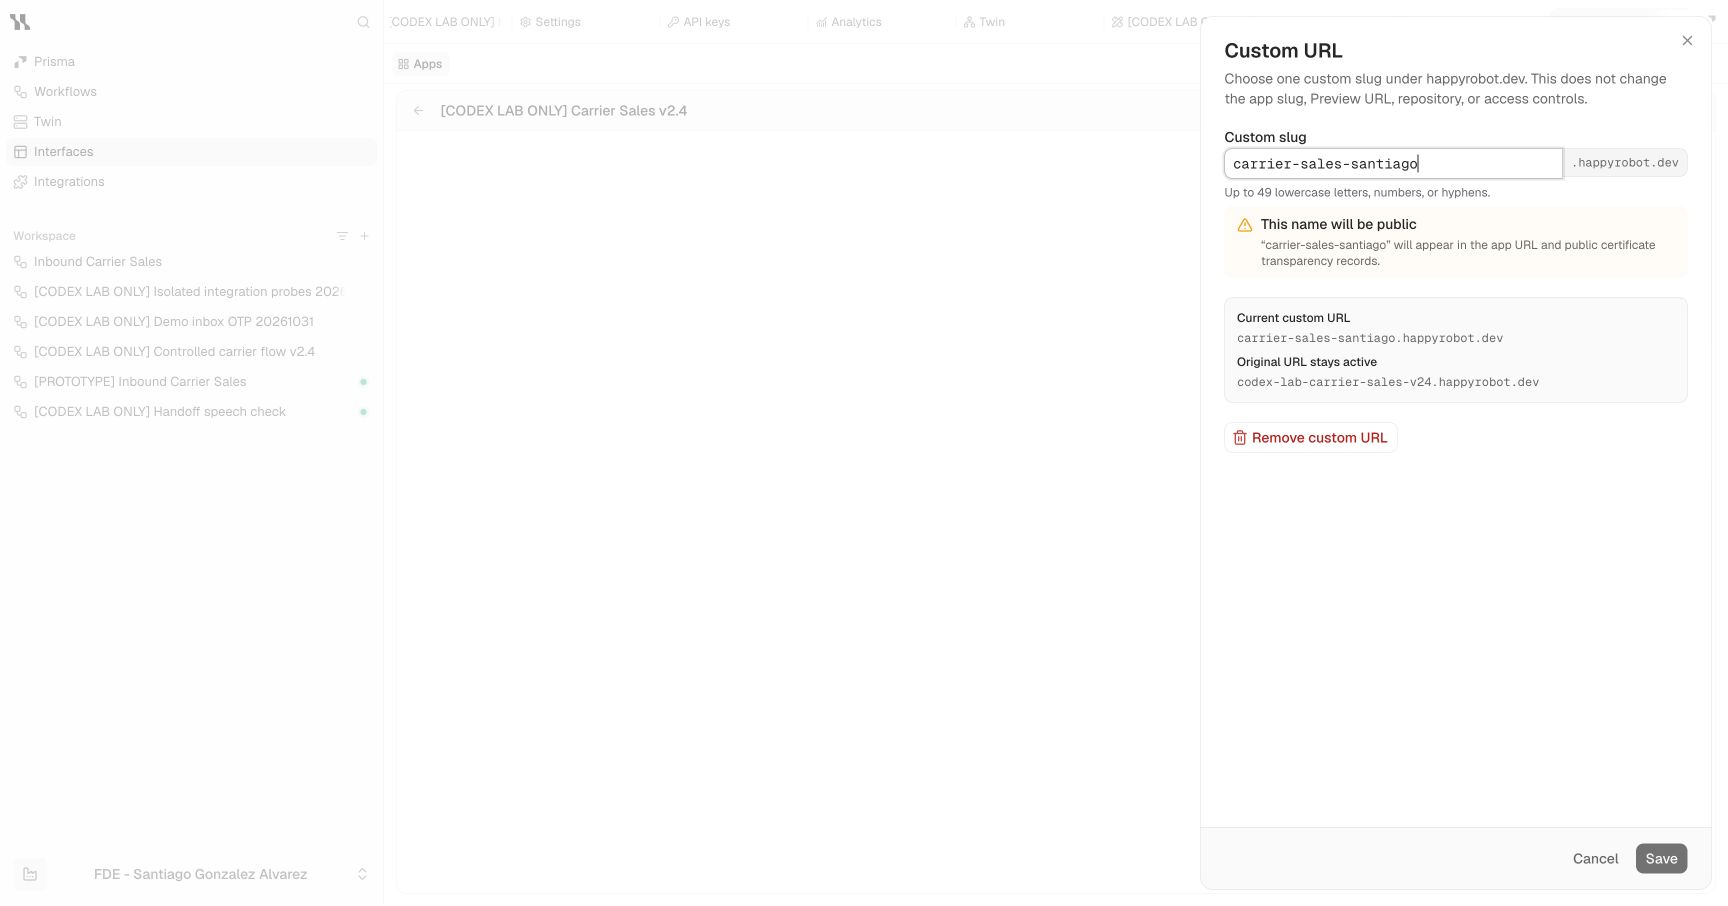 [CODEX LAB ONLY]
Settings
API keys
Analytics
Twin
[CODEX LAB
Prisma
Workflows
Twin
Interfaces
Integrations
Workspace
Inbound Carrier Sales
[CODEX LAB ONLY] Isolated integration probes 202
[CODEX LAB ONLY] Demo inbox OTP 20261031
[CODEX LAB ONLY] Controlled carrier flow v2.4
[PROTOTYPE] Inbound Carrier Sales
[CODEX LAB ONLY] Handoff speech check
FDE - Santiago Gonzalez Alvarez
Apps
[CODEX LAB ONLY] Carrier Sales v2.4
Custom URL
Choose one custom slug under happyrobot.dev. This does not change
the app slug, Preview URL, repository, or access controls.
Custom slug
carrier-sales-santiago .happyrobot.dev
Up to 49 lowercase letters, numbers, or hyphens.
This name will be public
“carrier-sales-santiago” will appear in the app URL and public certificate
transparency records.
Current custom URL
carrier-sales-santiago.happyrobot.dev
Original URL stays active
codex-lab-carrier-sales-v24.happyrobot.dev
Remove custom URL
Cancel
Save